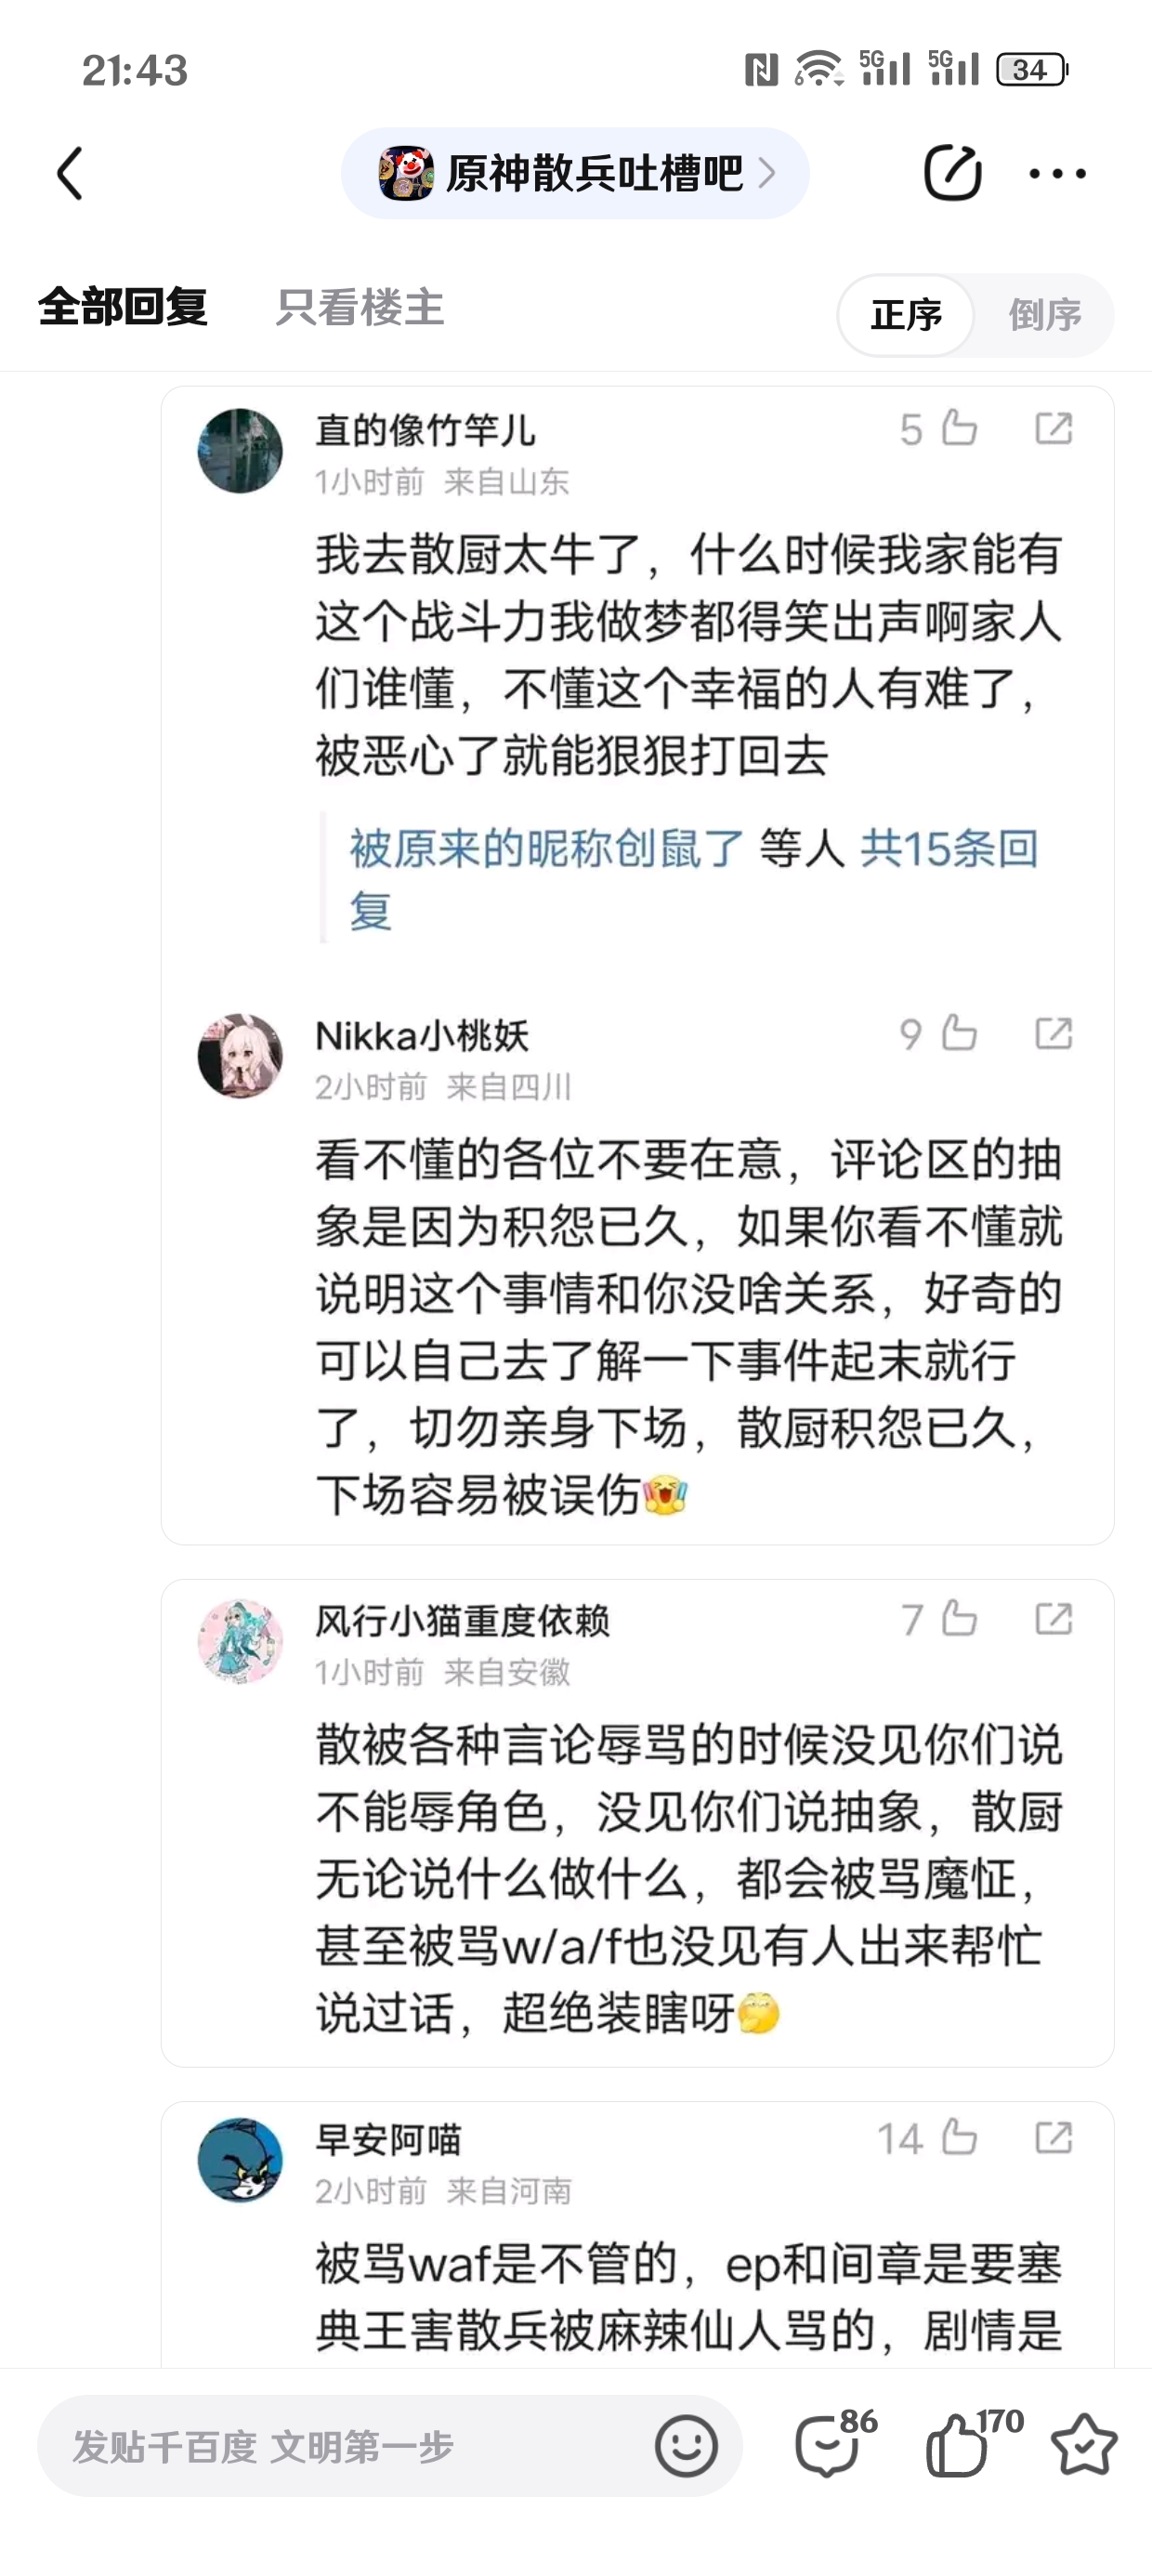 21:43
6 5G 5G 34
原神散兵吐槽吧
全部回复 只看楼主 正序 倒序
直的像竹竿儿 5
1小时前 来自山东
我去散厨太牛了，什么时候我家能有
这个战斗力我做梦都得笑出声啊家人
们谁懂，不懂这个幸福的人有难了，
被恶心了就能狠狠打回去
被原来的昵称创鼠了 等人 共15条回
复
Nikka小桃妖 9
2小时前 来自四川
看不懂的各位不要在意，评论区的抽
象是因为积怨已久，如果你看不懂就
说明这个事情和你没啥关系，好奇的
可以自己去了解一下事件起末就行
了，切勿亲身下场，散厨积怨已久，
下场容易被误伤
风行小猫重度依赖 7
1小时前 来自安徽
散被各种言论辱骂的时候没见你们说
不能辱角色，没见你们说抽象，散厨
无论说什么做什么，都会被骂魔怔，
甚至被骂w/a/f也没见有人出来帮忙
说过话，超绝装瞎呀
早安阿喵 14
2小时前 来自河南
被骂waf是不管的，ep和间章是要塞
典王害散兵被麻辣仙人骂的，剧情是
发贴千百度 文明第一步 86 170